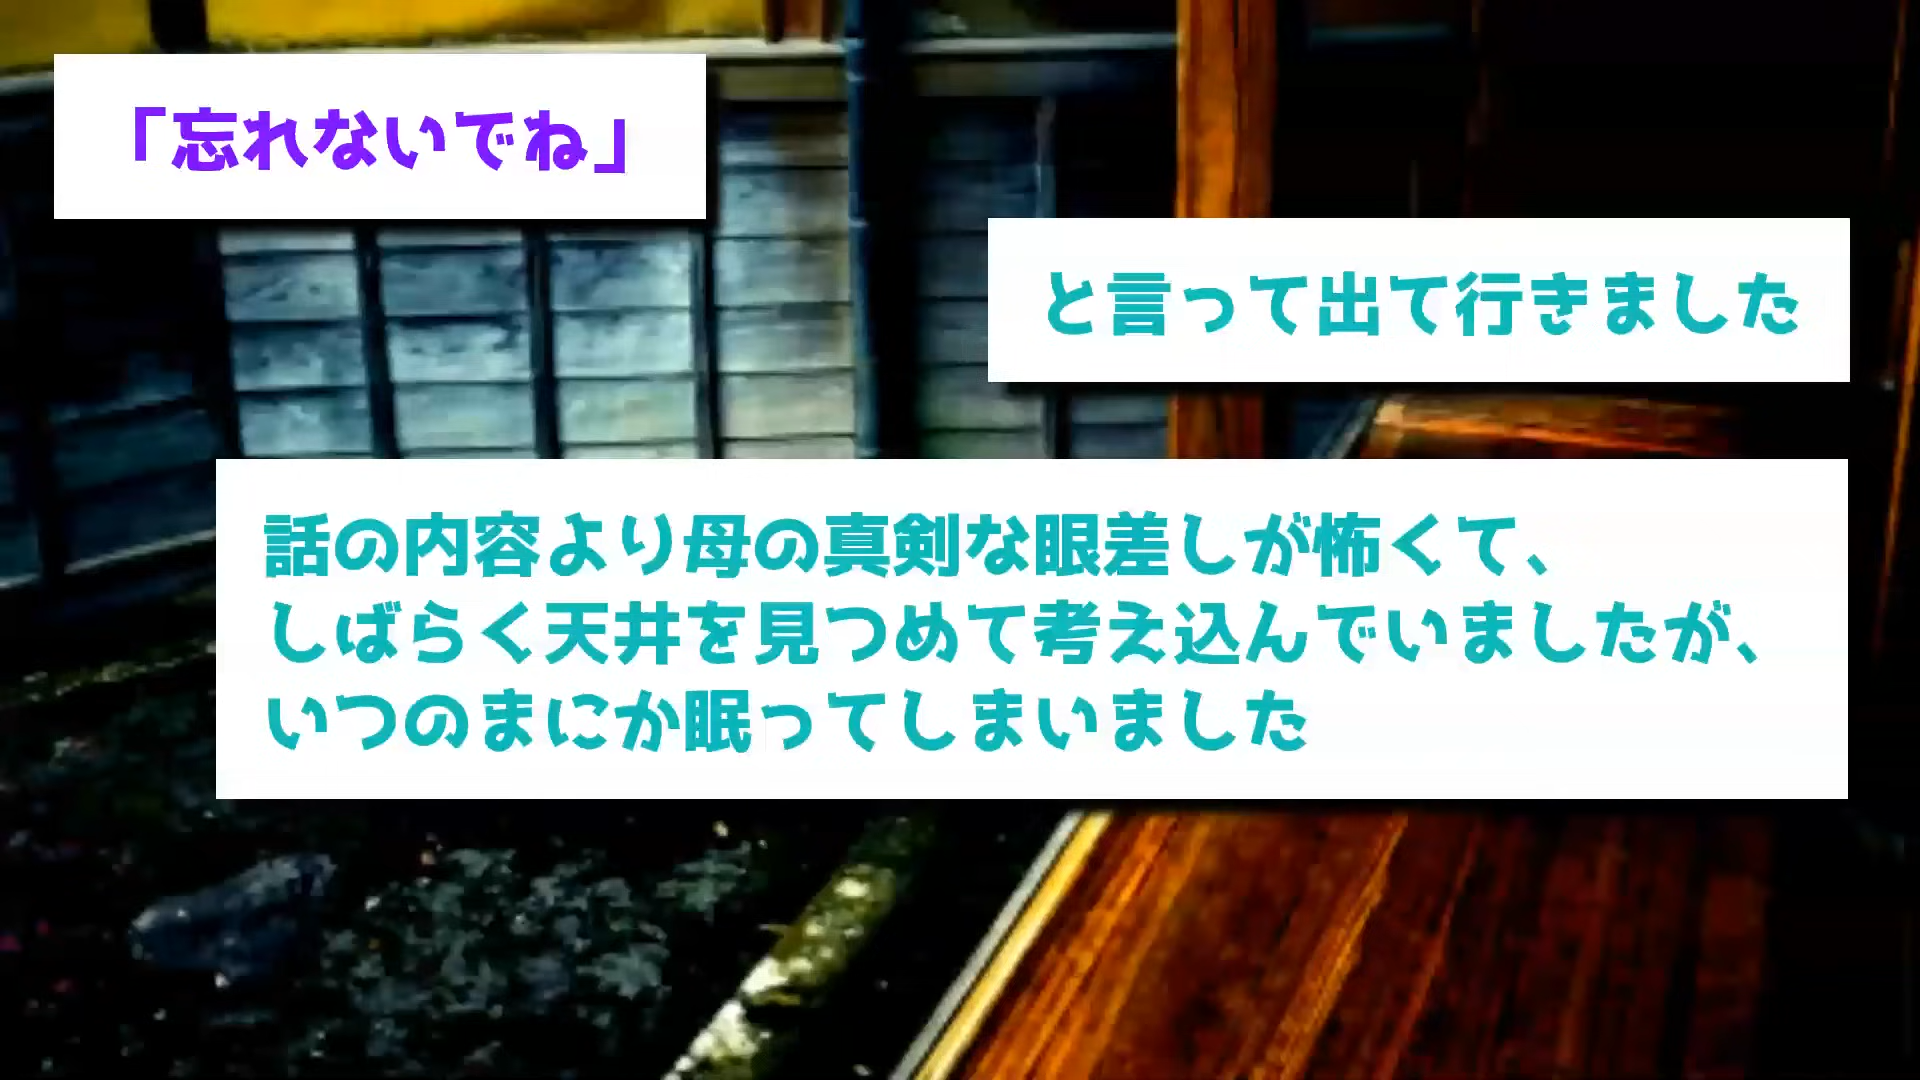 「忘れないでね」
と言って出て行きました
話の内容より母の真剣な眼差しが怖くて、
しばらく天井を見つめて考え込んでいましたが、
いつのまにか眠ってしまいました